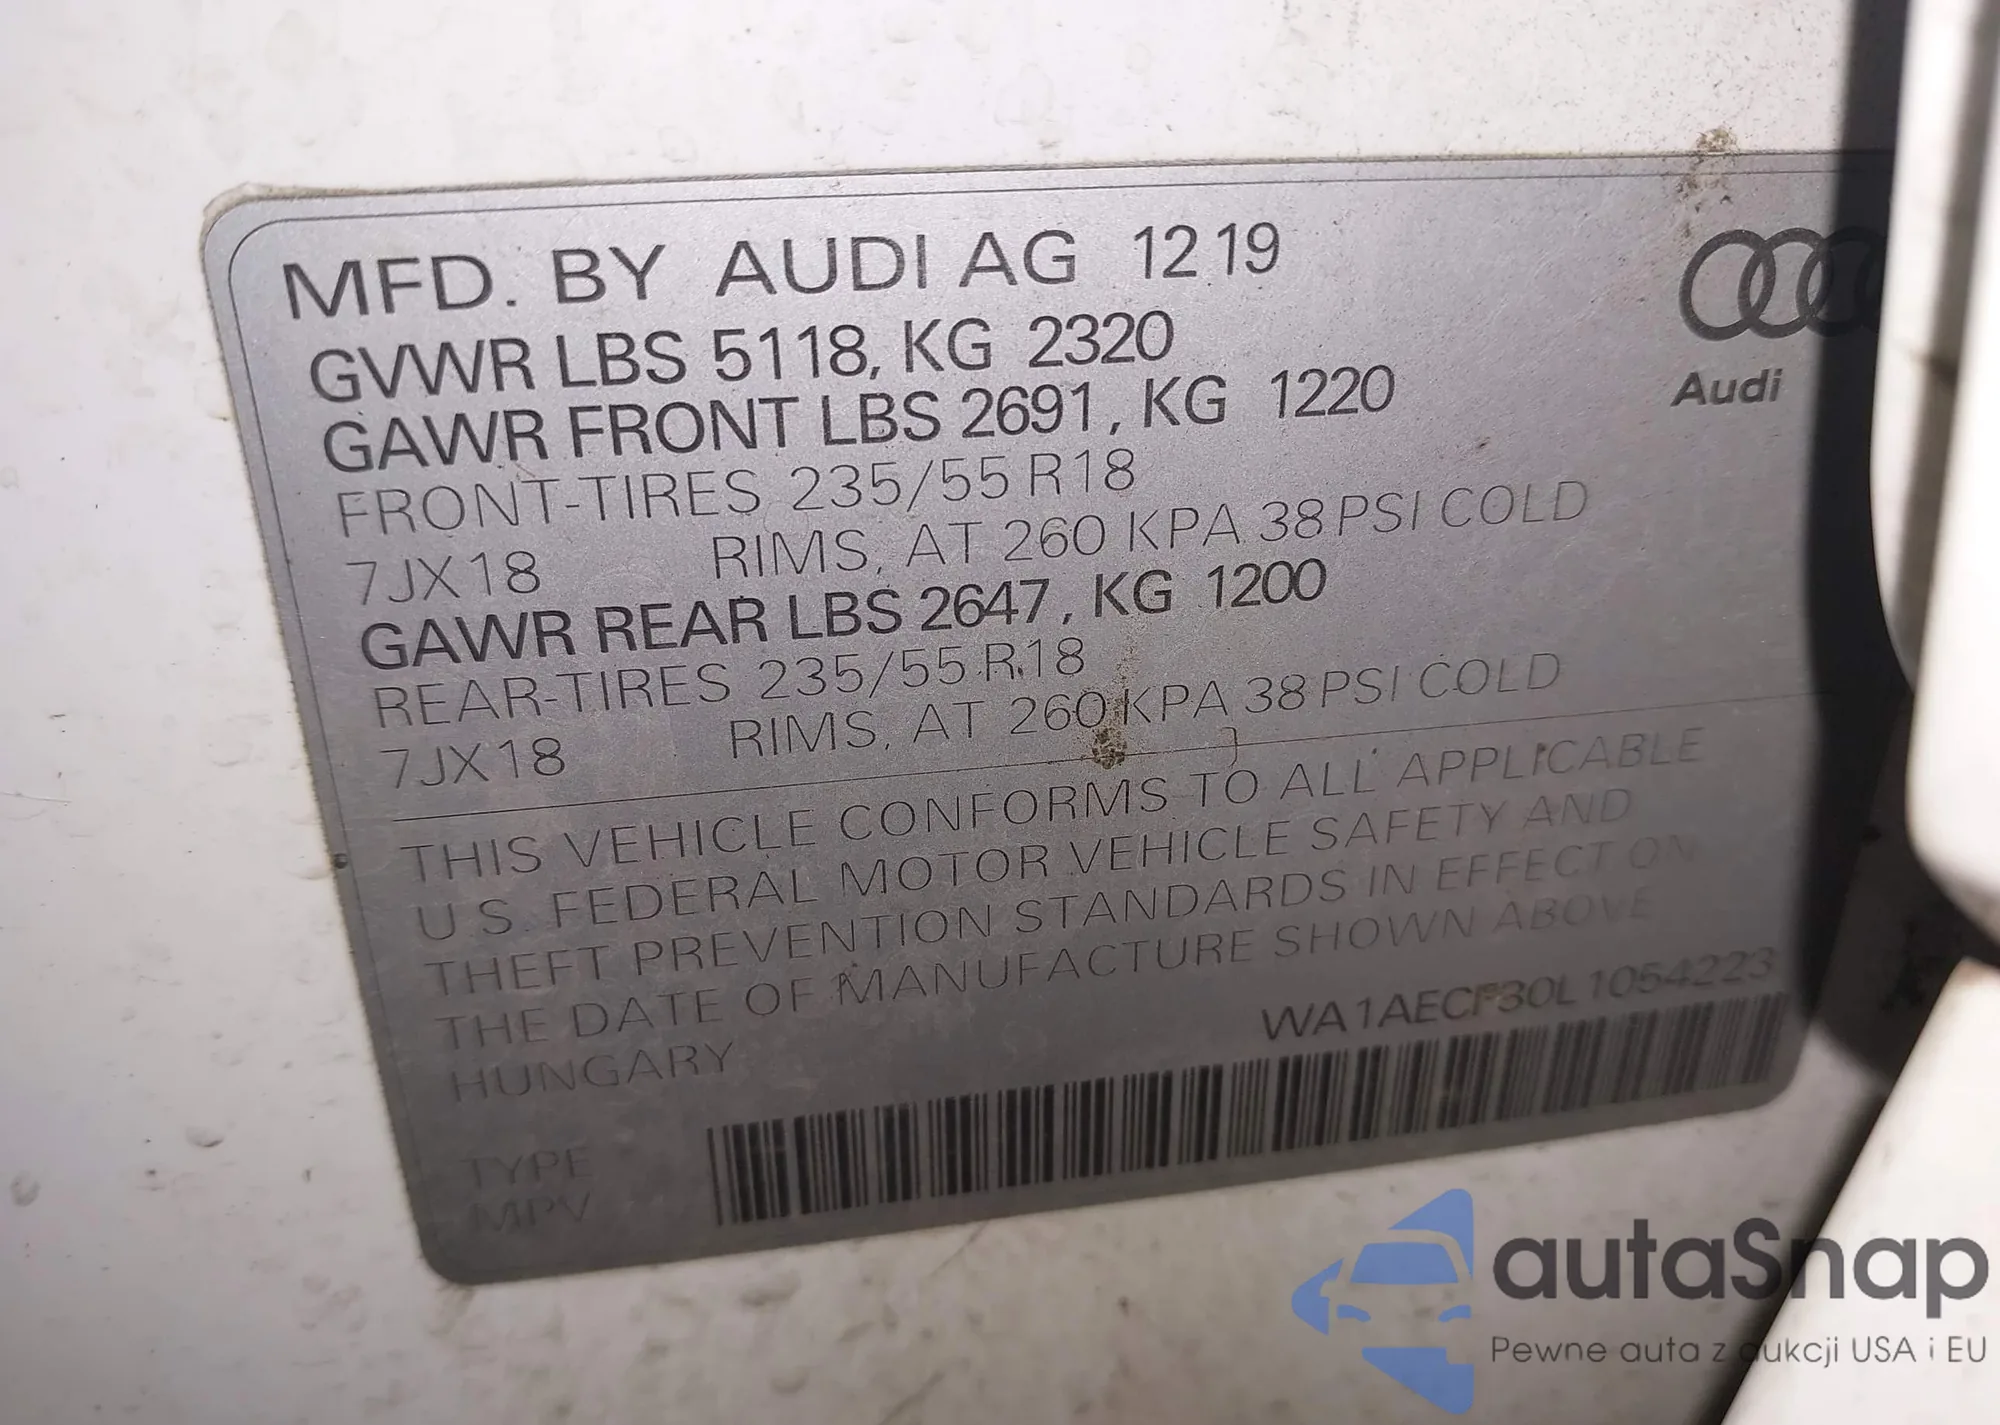 MFD. BY AUDI AG 12 19
GVWR LBS 5118, KG 2320
GAWR FRONT LBS 2691, KG 1220
FRONT-TIRES 235/55 R18
7JX18 RIMS, AT 260 KPA 38 PSI COLD
GAWR REAR LBS 2647, KG 1200
REAR-TIRES 235/55 R18
7JX18 RIMS, AT 260 KPA 38 PSI COLD
Audi
THIS VEHICLE CONFORMS TO ALL APPLICABLE
U.S. FEDERAL MOTOR VEHICLE SAFETY AND
THEFT PREVENTION STANDARDS IN EFFECT ON
THE DATE OF MANUFACTURE SHOWN ABOVE
HUNGARY
WA1AECF30L1054223
TYPE
MPV
autaSnap
Pewne auta z aukcji USA i EU